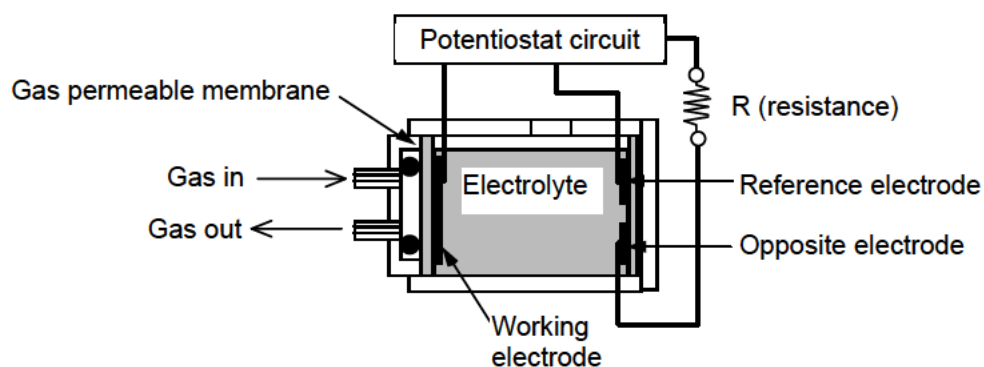 Potentiostat circuit
Gas permeable membrane
R (resistance)
Gas in
Electrolyte
Reference electrode
Gas out
Opposite electrode
Working
electrode